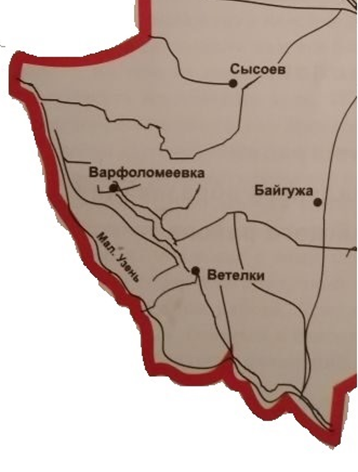 Сысоев
Варфоломеевка
Байгужа
Мал. Узень
Ветелки